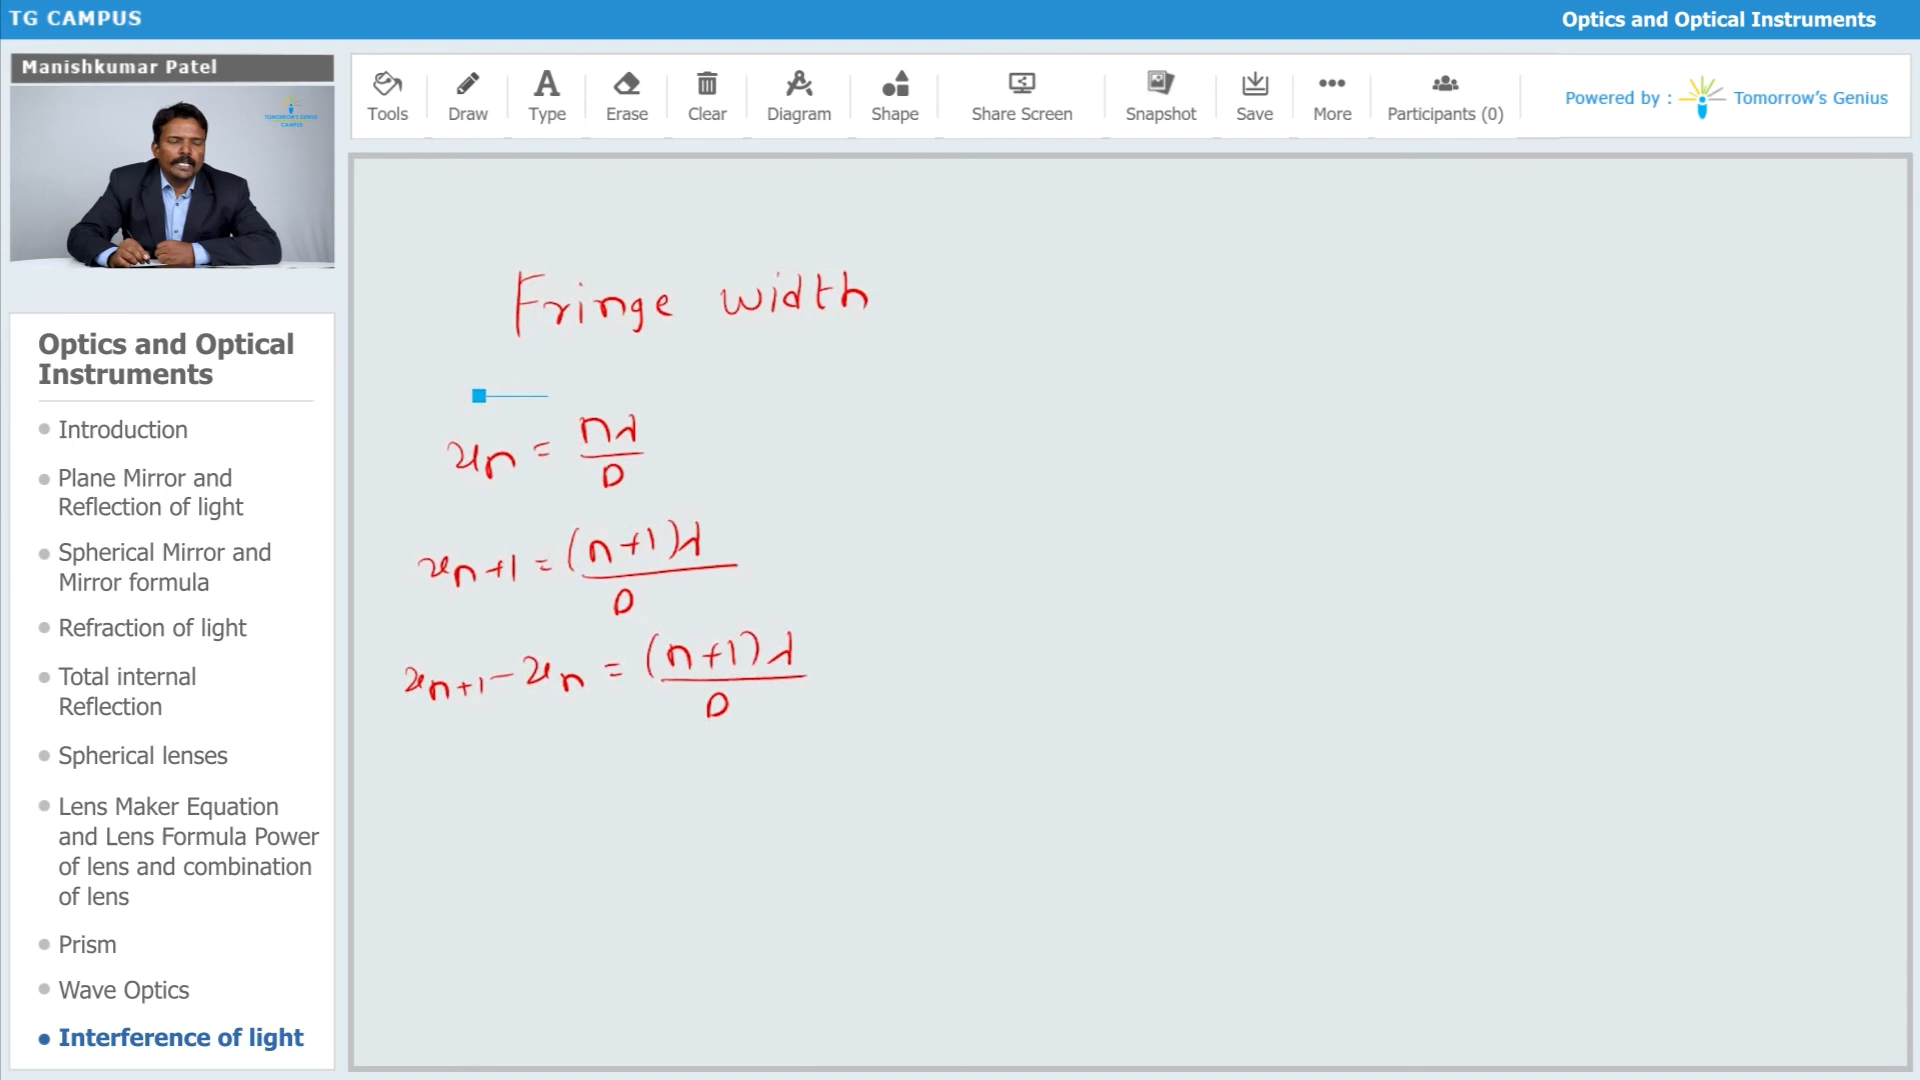 TG CAMPUS
Optics and Optical Instruments
Manishkumar Patel
TOMORROW'S GENIUS
CAMPUS
Tools
Draw
Type
Erase
Clear
Diagram
Shape
Share Screen
Snapshot
Save
More
Participants (0)
Powered by : Tomorrow's Genius
Optics and Optical
Instruments
Introduction
Plane Mirror and
Reflection of light
Spherical Mirror and
Mirror formula
Refraction of light
Total internal
Reflection
Spherical lenses
Lens Maker Equation
and Lens Formula Power
of lens and combination
of lens
Prism
Wave Optics
Interference of light
Fringe width
xn = nλ/D
xn+1 = (n+1)λ/D
xn+1 - xn = (n+1)λ/D